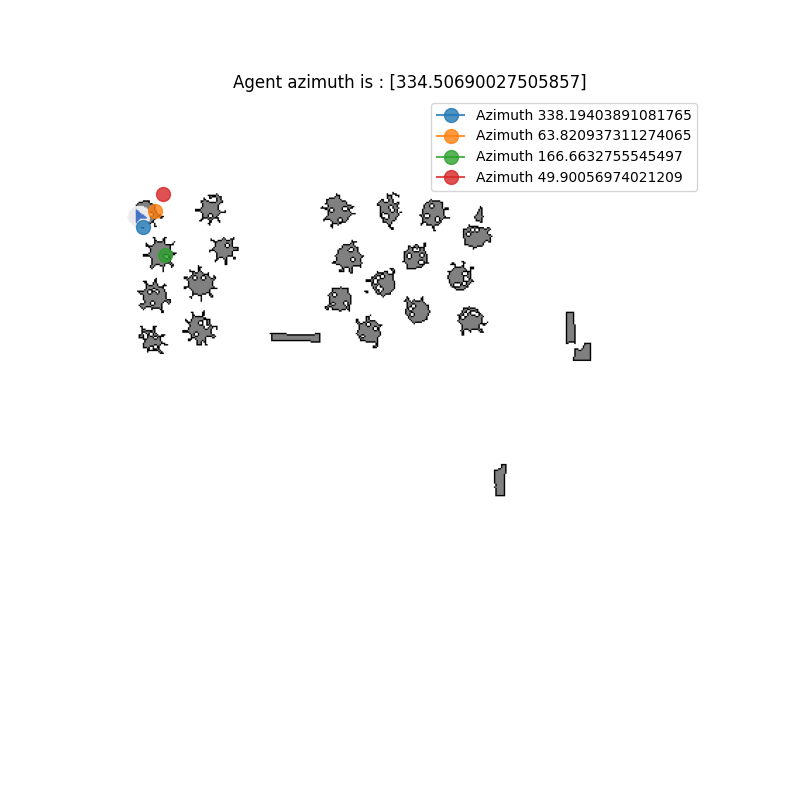 Agent azimuth is : [334.50690027505857]
Azimuth 338.19403891081765
Azimuth 63.820937311274065
Azimuth 166.6632755545497
Azimuth 49.90056974021209